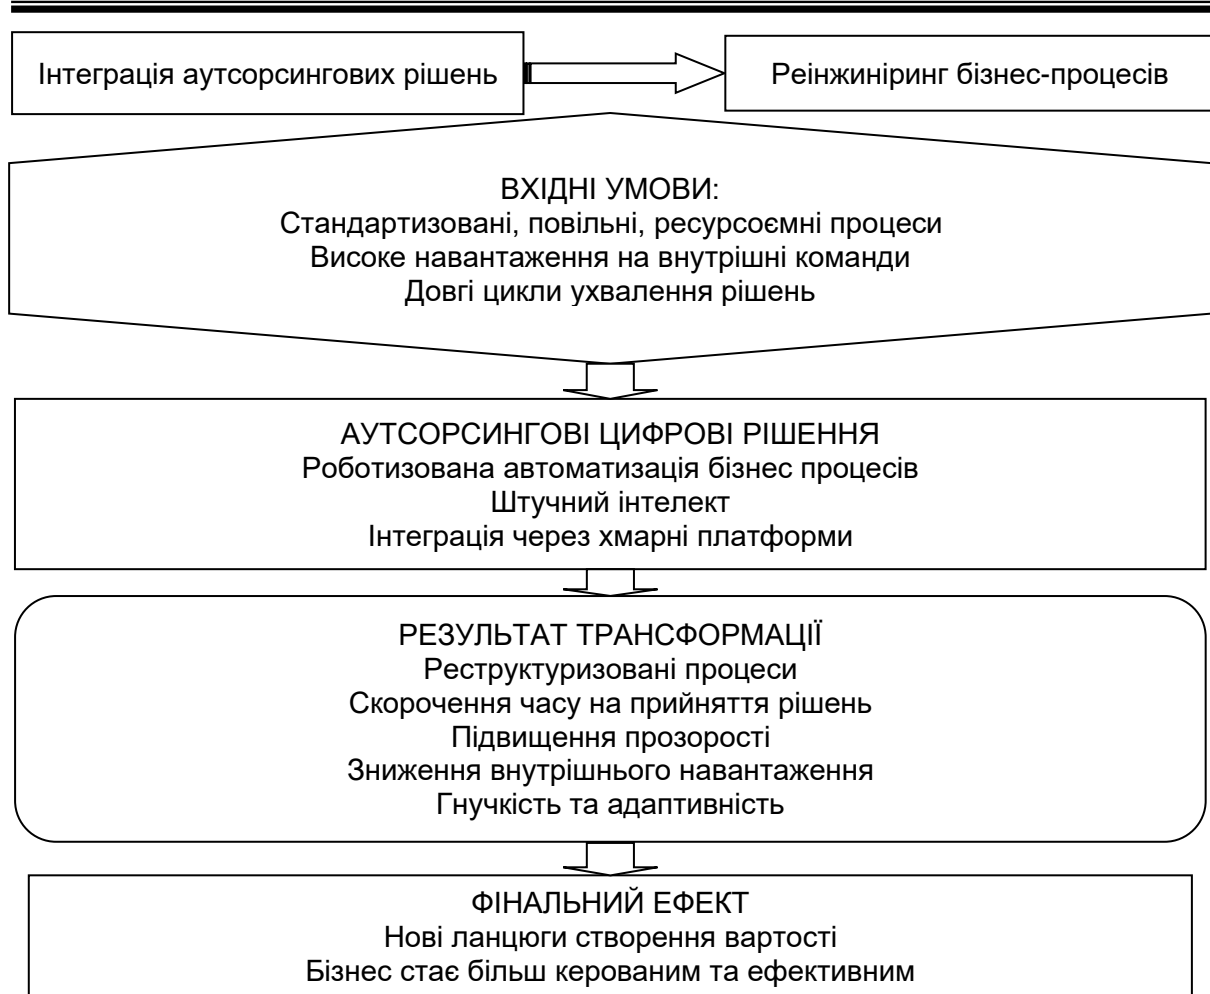 Інтеграція аутсорсингових рішень
Реінжиніринг бізнес-процесів
ВХІДНІ УМОВИ:
Стандартизовані, повільні, ресурсоємні процеси
Високе навантаження на внутрішні команди
Довгі цикли ухвалення рішень
АУТСОРСИНГОВІ ЦИФРОВІ РІШЕННЯ
Роботизована автоматизація бізнес процесів
Штучний інтелект
Інтеграція через хмарні платформи
РЕЗУЛЬТАТ ТРАНСФОРМАЦІЇ
Реструктуризовані процеси
Скорочення часу на прийняття рішень
Підвищення прозорості
Зниження внутрішнього навантаження
Гнучкість та адаптивність
ФІНАЛЬНИЙ ЕФЕКТ
Нові ланцюги створення вартості
Бізнес стає більш керованим та ефективним